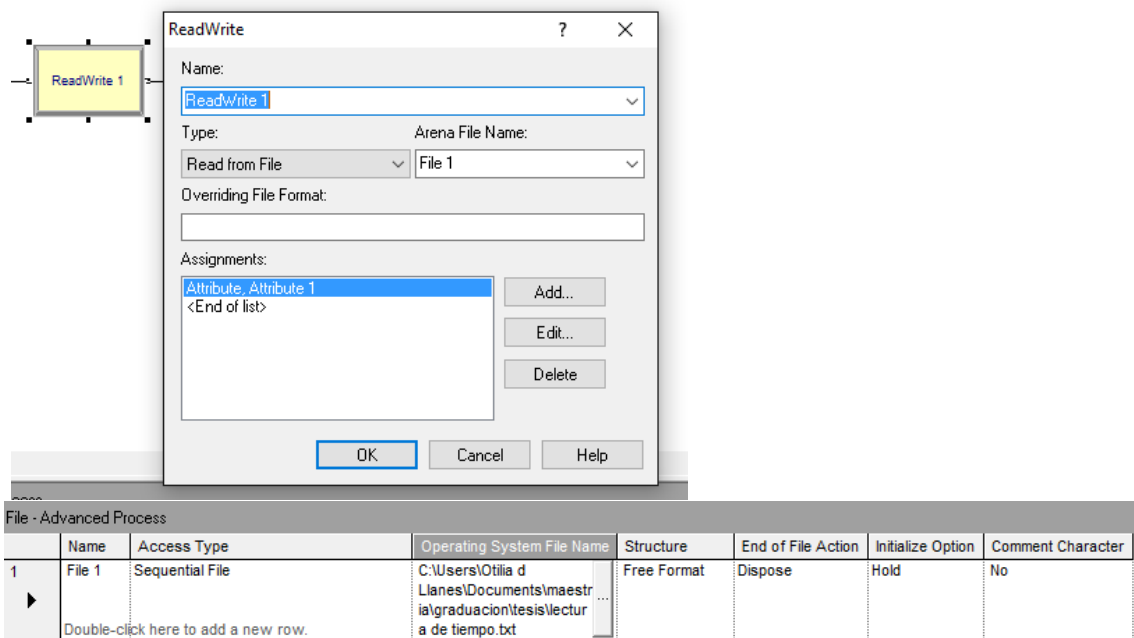 ReadWrite
?
ReadWrite 1
Name:
ReadWrite 1
Type:
Arena File Name:
Read from File
File 1
Overriding File Format:
Assignments:
Attribute, Attribute 1
<End of list>
Add...
Edit...
Delete
OK
Cancel
Help
File - Advanced Process
Name
Access Type
Operating System File Name
Structure
End of File Action
Initialize Option
Comment Character
1
File 1
Sequential File
C:\Users\Otilia d
Llanes\Documents\maestr
ia\graduacion\tesis\lectur
a de tiempo.txt
...
Free Format
Dispose
Hold
No
Double-click here to add a new row.